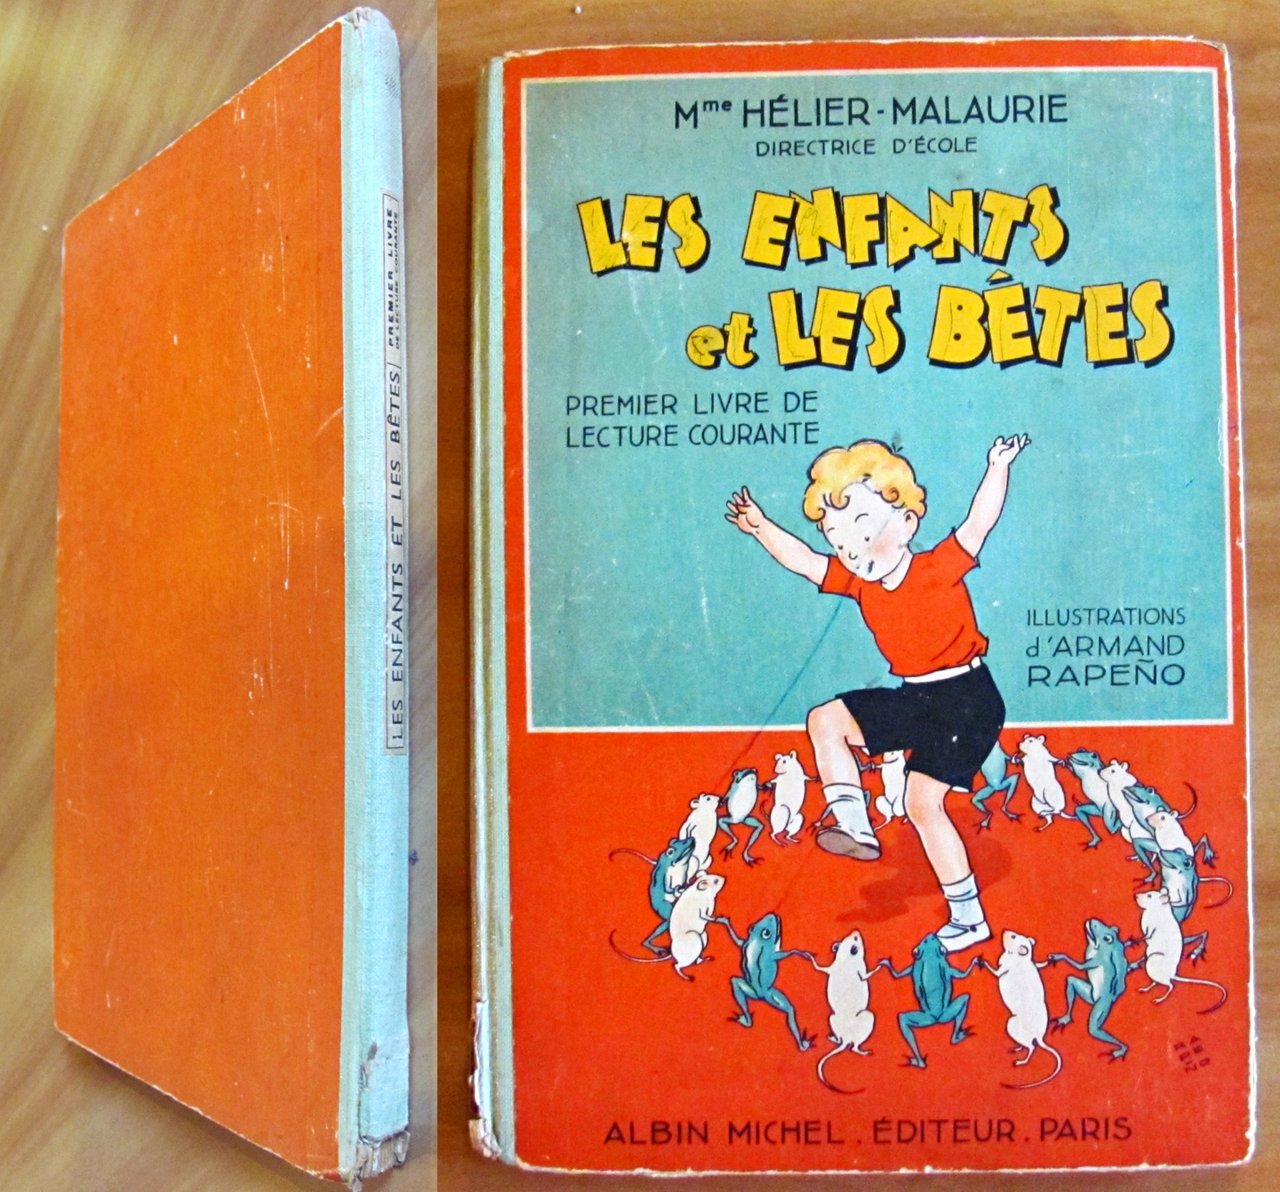 LES ENFANTS ET LES BÊTES
PREMIER LIVRE
DE LECTURE COURANTE
Mme HÉLIER-MALAURIE
DIRECTRICE D'ÉCOLE
LES ENFANTS
et LES BÊTES
PREMIER LIVRE DE
LECTURE COURANTE
ILLUSTRATIONS
d'ARMAND
RAPEÑO
ALBIN MICHEL . ÉDITEUR . PARIS